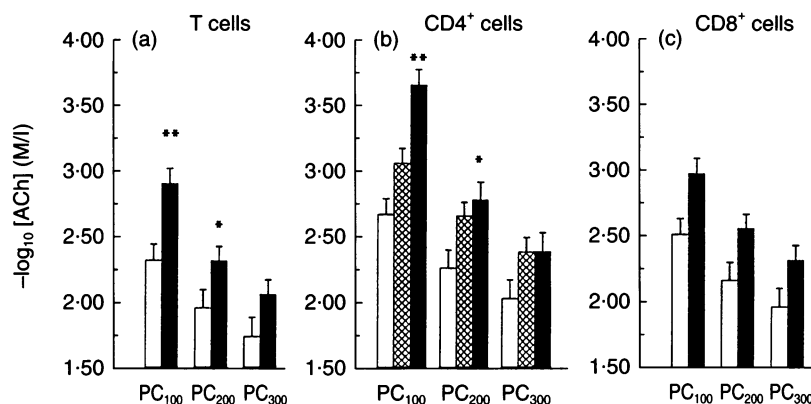 T cells
CD4⁺ cells
CD8⁺ cells
(a)
(b)
(c)
4·00
3·50
3·00
2·50
2·00
1·50
4·00
3·50
3·00
2·50
2·00
1·50
4·00
3·50
3·00
2·50
2·00
1·50
–log₁₀ [ACh] (M/l)
**
*
**
*
PC₁₀₀ PC₂₀₀ PC₃₀₀
PC₁₀₀ PC₂₀₀ PC₃₀₀
PC₁₀₀ PC₂₀₀ PC₃₀₀